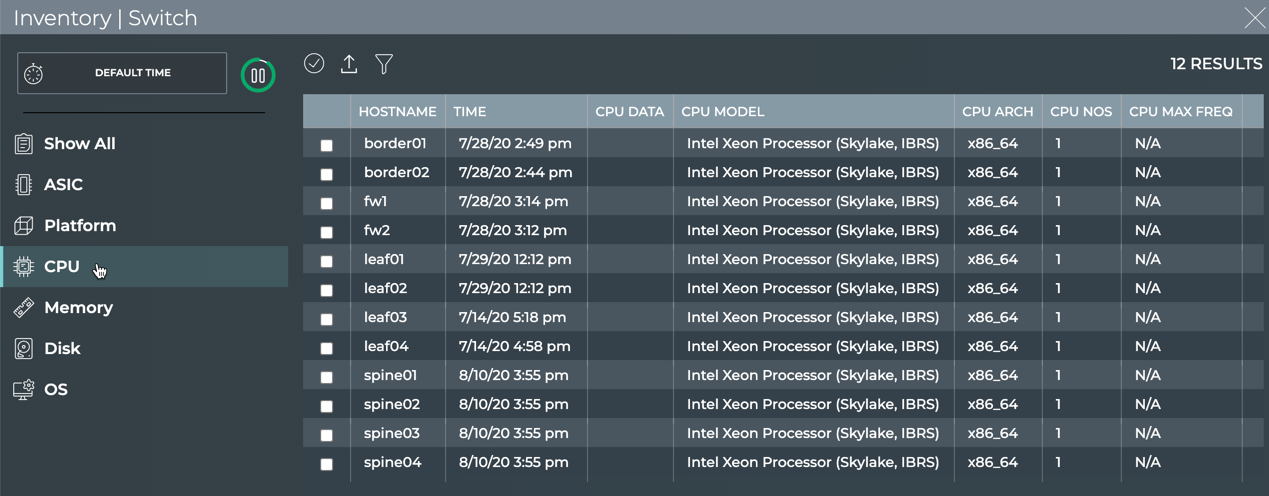 Inventory | Switch
DEFAULT TIME
12 RESULTS
Show All
ASIC
Platform
CPU
Memory
Disk
OS
HOSTNAME TIME CPU DATA CPU MODEL CPU ARCH CPU NOS CPU MAX FREQ
border01 7/28/20 2:49 pm Intel Xeon Processor (Skylake, IBRS) x86_64 1 N/A
border02 7/28/20 2:44 pm Intel Xeon Processor (Skylake, IBRS) x86_64 1 N/A
fw1 7/28/20 3:14 pm Intel Xeon Processor (Skylake, IBRS) x86_64 1 N/A
fw2 7/28/20 3:12 pm Intel Xeon Processor (Skylake, IBRS) x86_64 1 N/A
leaf01 7/29/20 12:12 pm Intel Xeon Processor (Skylake, IBRS) x86_64 1 N/A
leaf02 7/29/20 12:12 pm Intel Xeon Processor (Skylake, IBRS) x86_64 1 N/A
leaf03 7/14/20 5:18 pm Intel Xeon Processor (Skylake, IBRS) x86_64 1 N/A
leaf04 7/14/20 4:58 pm Intel Xeon Processor (Skylake, IBRS) x86_64 1 N/A
spine01 8/10/20 3:55 pm Intel Xeon Processor (Skylake, IBRS) x86_64 1 N/A
spine02 8/10/20 3:55 pm Intel Xeon Processor (Skylake, IBRS) x86_64 1 N/A
spine03 8/10/20 3:55 pm Intel Xeon Processor (Skylake, IBRS) x86_64 1 N/A
spine04 8/10/20 3:55 pm Intel Xeon Processor (Skylake, IBRS) x86_64 1 N/A